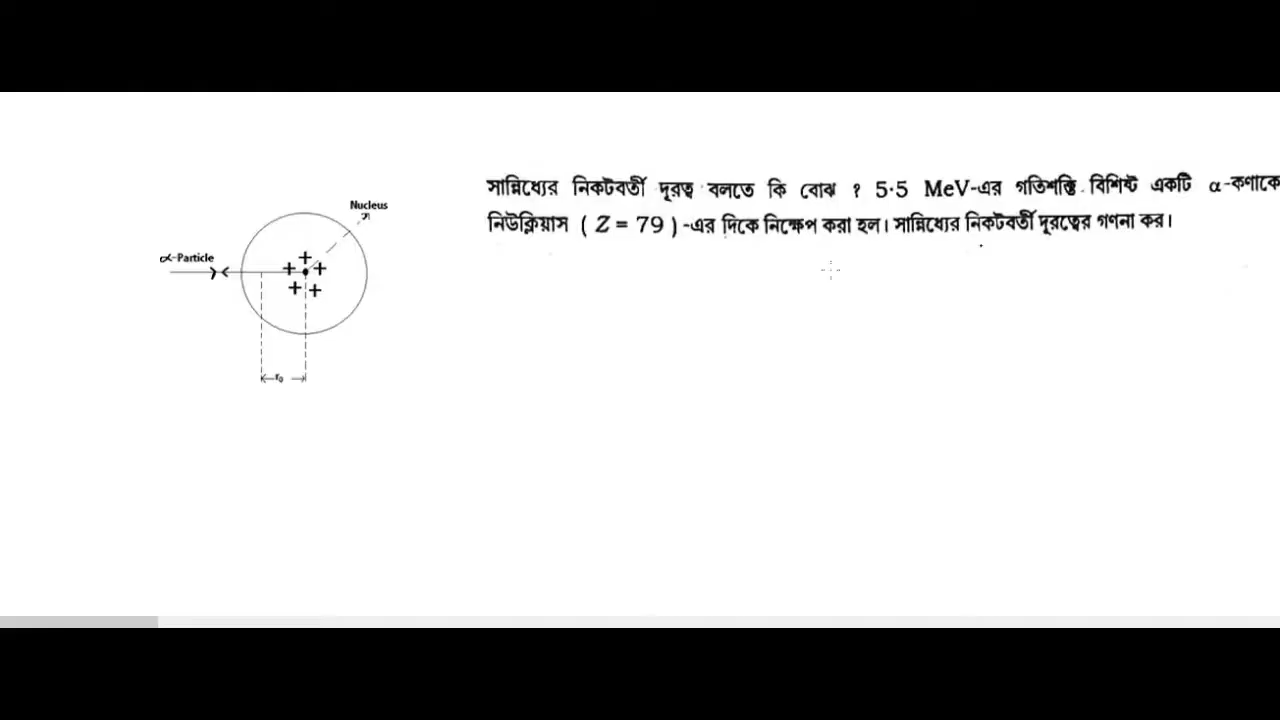 Nucleus
α-Particle
r₀
সান্নিধ্যের নিকটবর্তী দূরত্ব বলতে কি বোঝ ? 5·5 MeV-এর গতিশক্তি বিশিষ্ট একটি α-কণাকে
নিউক্লিয়াস ( Z = 79 ) -এর দিকে নিক্ষেপ করা হল। সান্নিধ্যের নিকটবর্তী দূরত্বের গণনা কর।